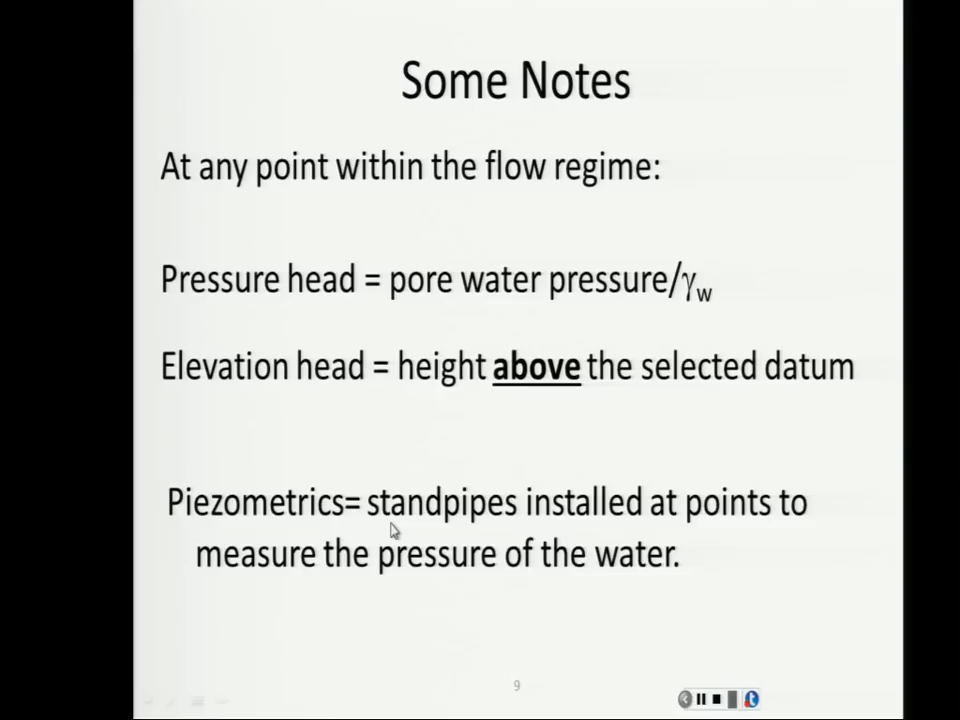 Some Notes
At any point within the flow regime:
Pressure head = pore water pressure/γw
Elevation head = height above the selected datum
Piezometrics= standpipes installed at points to
measure the pressure of the water.
9
t